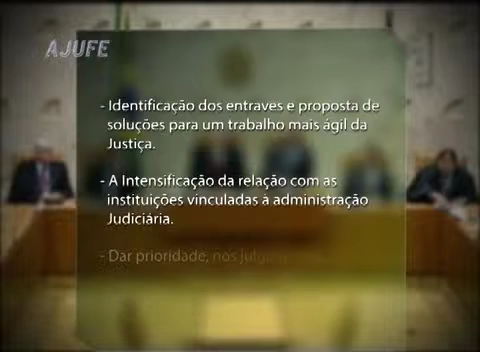 AJUFE
- Identificação dos entraves e proposta de
soluções para um trabalho mais ágil da
Justiça.
- A Intensificação da relação com as
instituições vinculadas à administração
Judiciária.
- Dar prioridade, nos